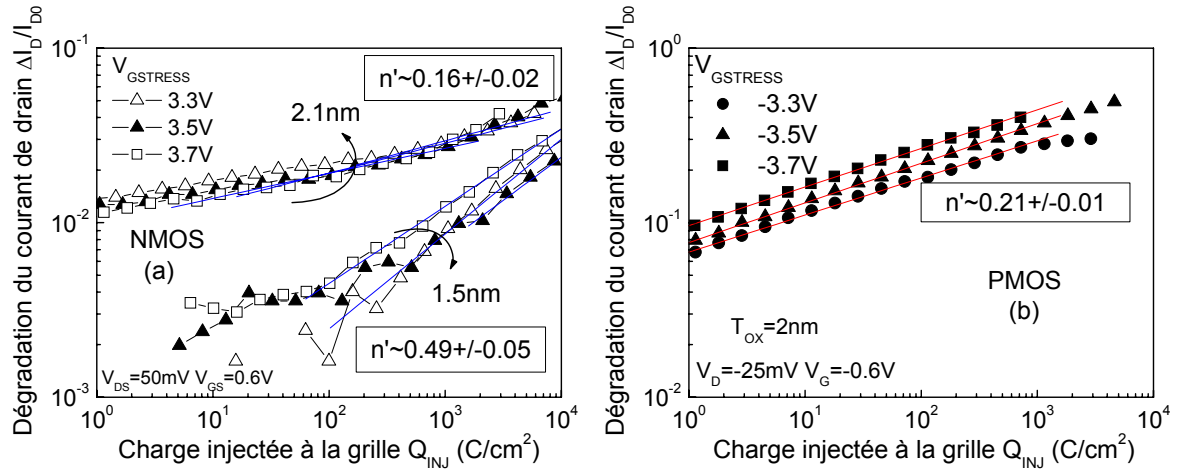 Dégradation du courant de drain ΔI_D/I_D0
10^-1
10^-2
10^-3
V_GSTRESS
3.3V
3.5V
3.7V
n'~0.16+/-0.02
2.1nm
NMOS
(a)
1.5nm
n'~0.49+/-0.05
V_DS=50mV V_GS=0.6V
10^0 10^1 10^2 10^3 10^4
Charge injectée à la grille Q_INJ (C/cm^2)
Dégradation du courant de drain ΔI_D/I_D0
10^0
10^-1
10^-2
V_GSTRESS
-3.3V
-3.5V
-3.7V
n'~0.21+/-0.01
PMOS
(b)
T_OX=2nm
V_D=-25mV V_G=-0.6V
10^0 10^1 10^2 10^3 10^4
Charge injectée à la grille Q_INJ (C/cm^2)